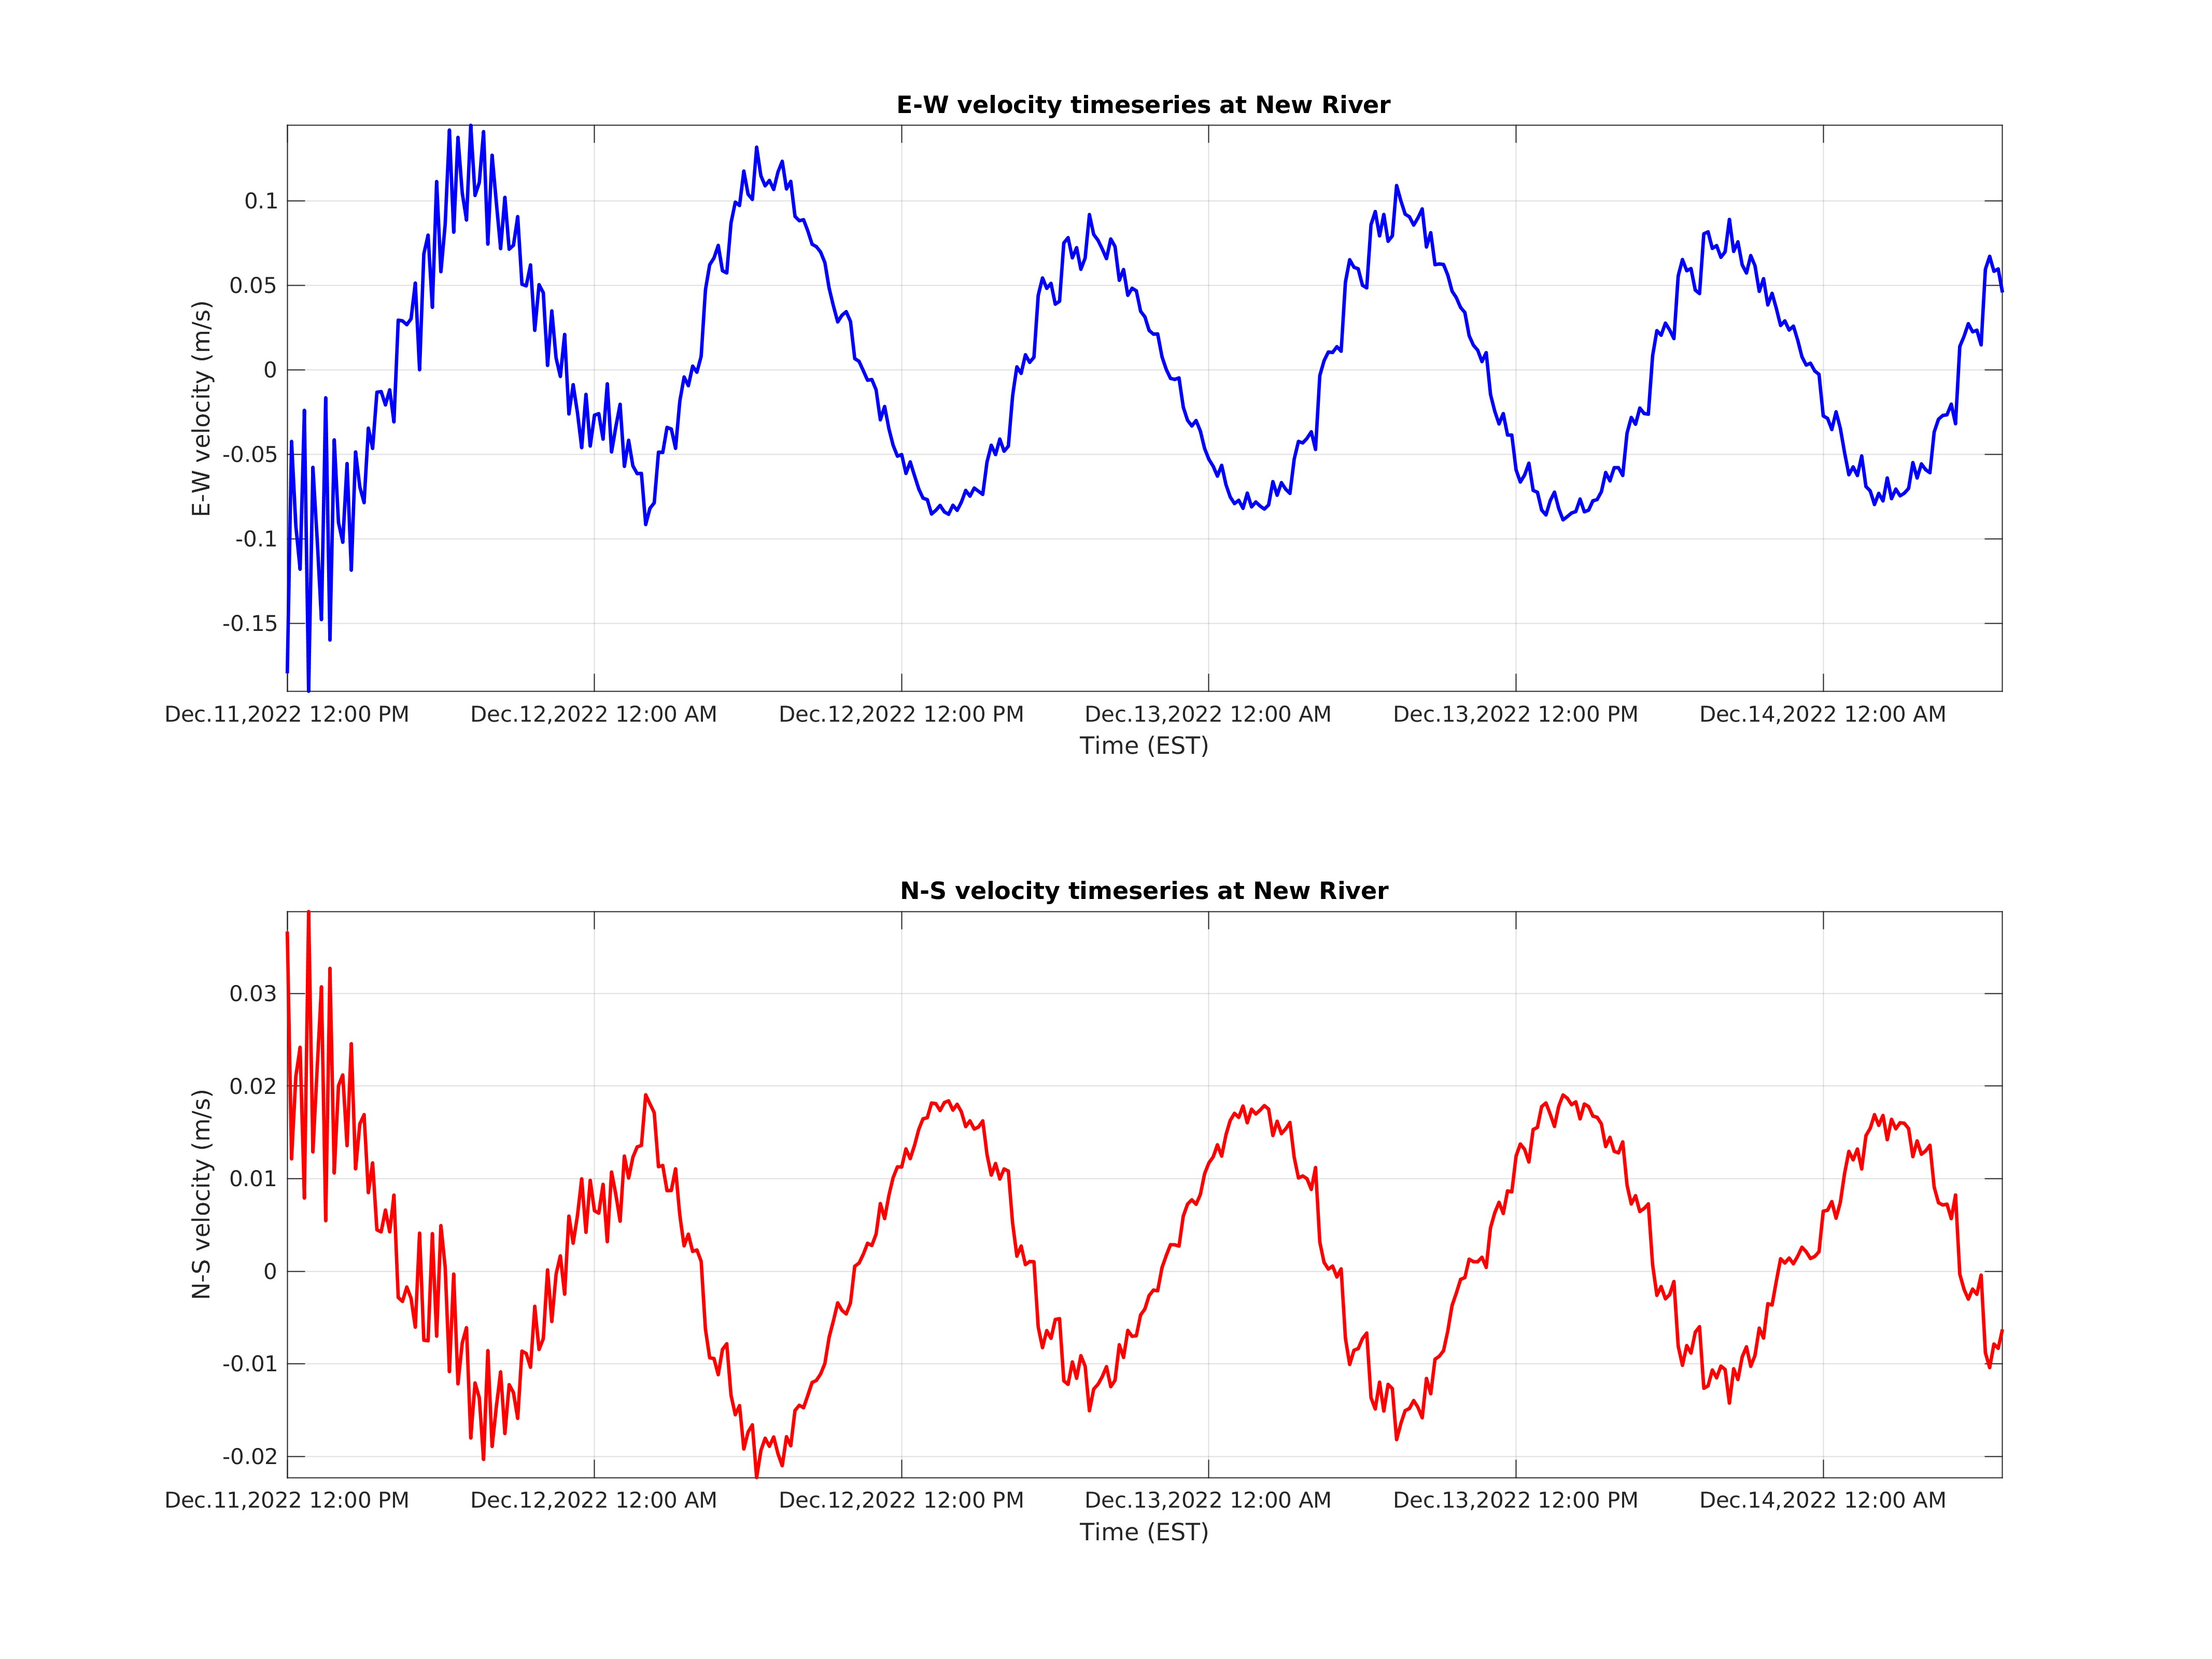 E-W velocity timeseries at New River
E-W velocity (m/s)
0.1
0.05
0
-0.05
-0.1
-0.15
Dec.11,2022 12:00 PM Dec.12,2022 12:00 AM Dec.12,2022 12:00 PM Dec.13,2022 12:00 AM Dec.13,2022 12:00 PM Dec.14,2022 12:00 AM
Time (EST)
N-S velocity timeseries at New River
N-S velocity (m/s)
0.03
0.02
0.01
0
-0.01
-0.02
Dec.11,2022 12:00 PM Dec.12,2022 12:00 AM Dec.12,2022 12:00 PM Dec.13,2022 12:00 AM Dec.13,2022 12:00 PM Dec.14,2022 12:00 AM
Time (EST)